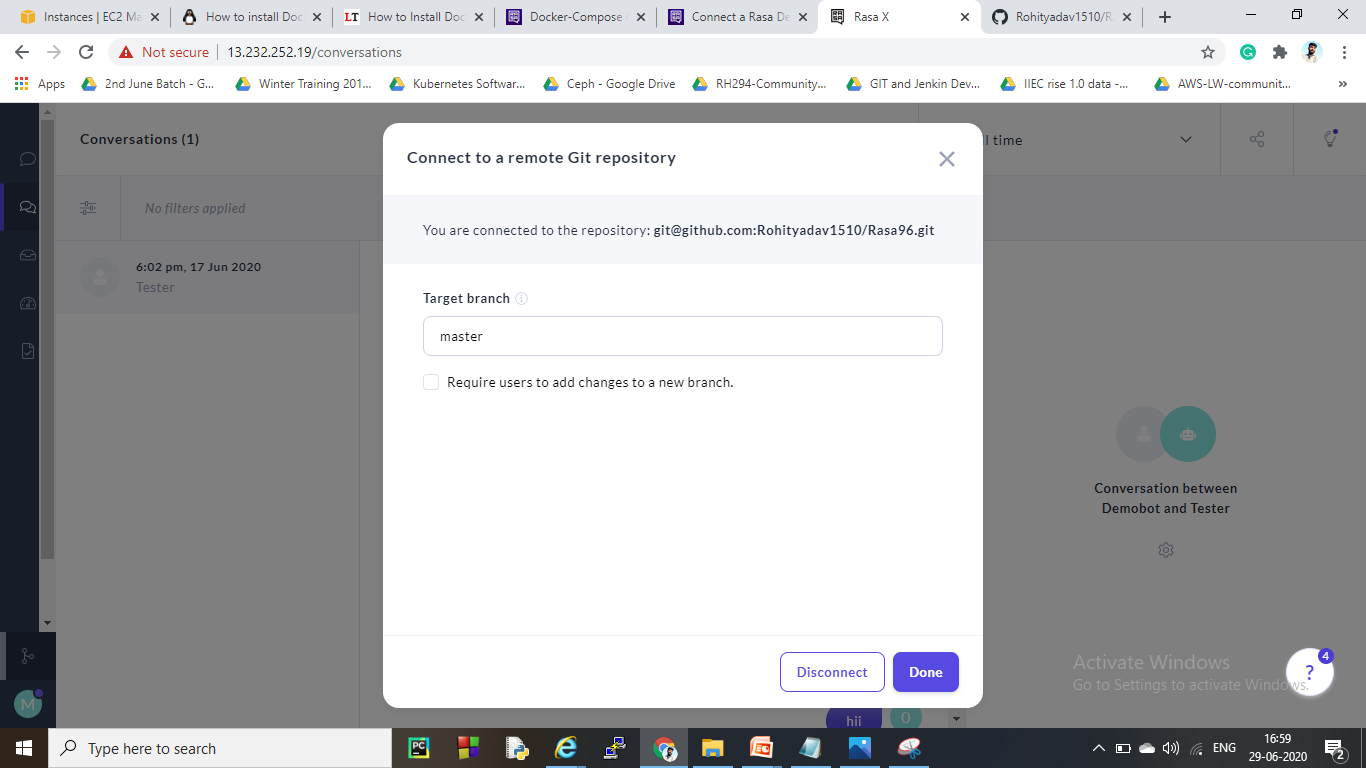 Instances | EC2 Ma
How to install Doc
LT
How to Install Doc
Docker-Compose
Connect a Rasa De
Rasa X
Rohityadav1510/R
Not secure
13.232.252.19/conversations
Apps
2nd June Batch - G...
Winter Training 201...
Kubernetes Softwar...
Ceph - Google Drive
RH294-Community...
GIT and Jenkin Dev...
IIEC rise 1.0 data -...
AWS-LW-communit...
»
Conversations (1)
Connect to a remote Git repository
ll time
No filters applied
You are connected to the repository: git@github.com:Rohityadav1510/Rasa96.git
6:02 pm, 17 Jun 2020
Tester
Target branch
master
Require users to add changes to a new branch.
Conversation between
Demobot and Tester
Activate Windows
Go to Settings to activate Windows.
4
?
Disconnect
Done
M
hii
0
Type here to search
ENG
16:59
29-06-2020
2